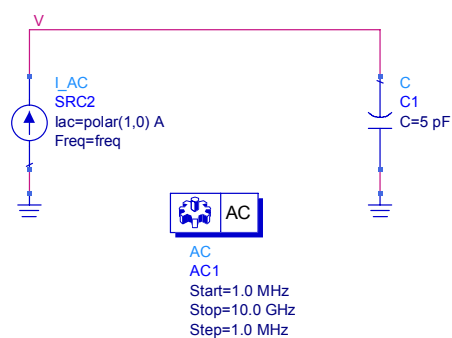 V
I_AC
SRC2
Iac=polar(1,0) A
Freq=freq
C
C1
C=5 pF
AC
AC
AC1
Start=1.0 MHz
Stop=10.0 GHz
Step=1.0 MHz